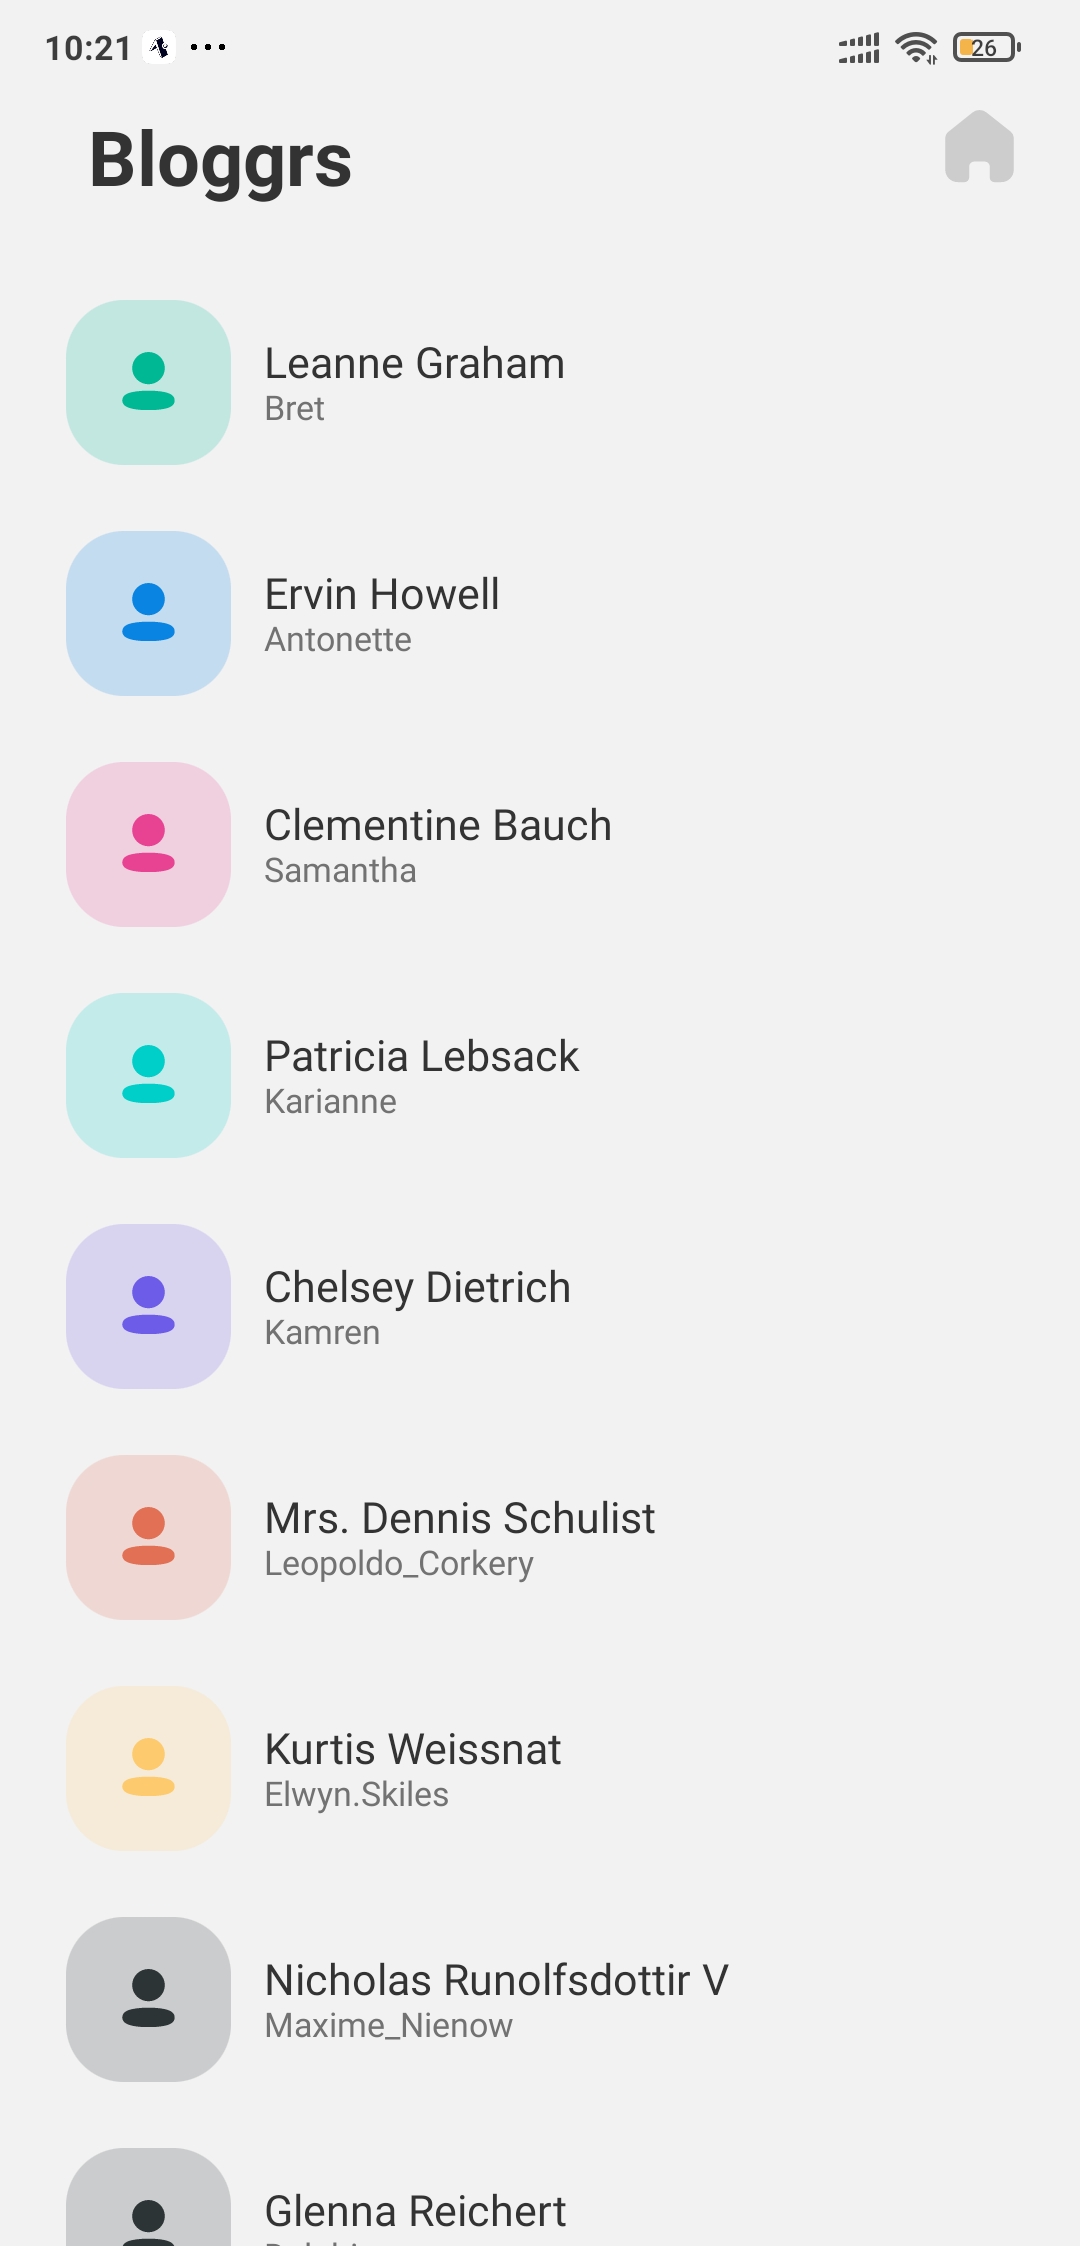 10:21
26
Bloggrs
Leanne Graham
Bret
Ervin Howell
Antonette
Clementine Bauch
Samantha
Patricia Lebsack
Karianne
Chelsey Dietrich
Kamren
Mrs. Dennis Schulist
Leopoldo_Corkery
Kurtis Weissnat
Elwyn.Skiles
Nicholas Runolfsdottir V
Maxime_Nienow
Glenna Reichert